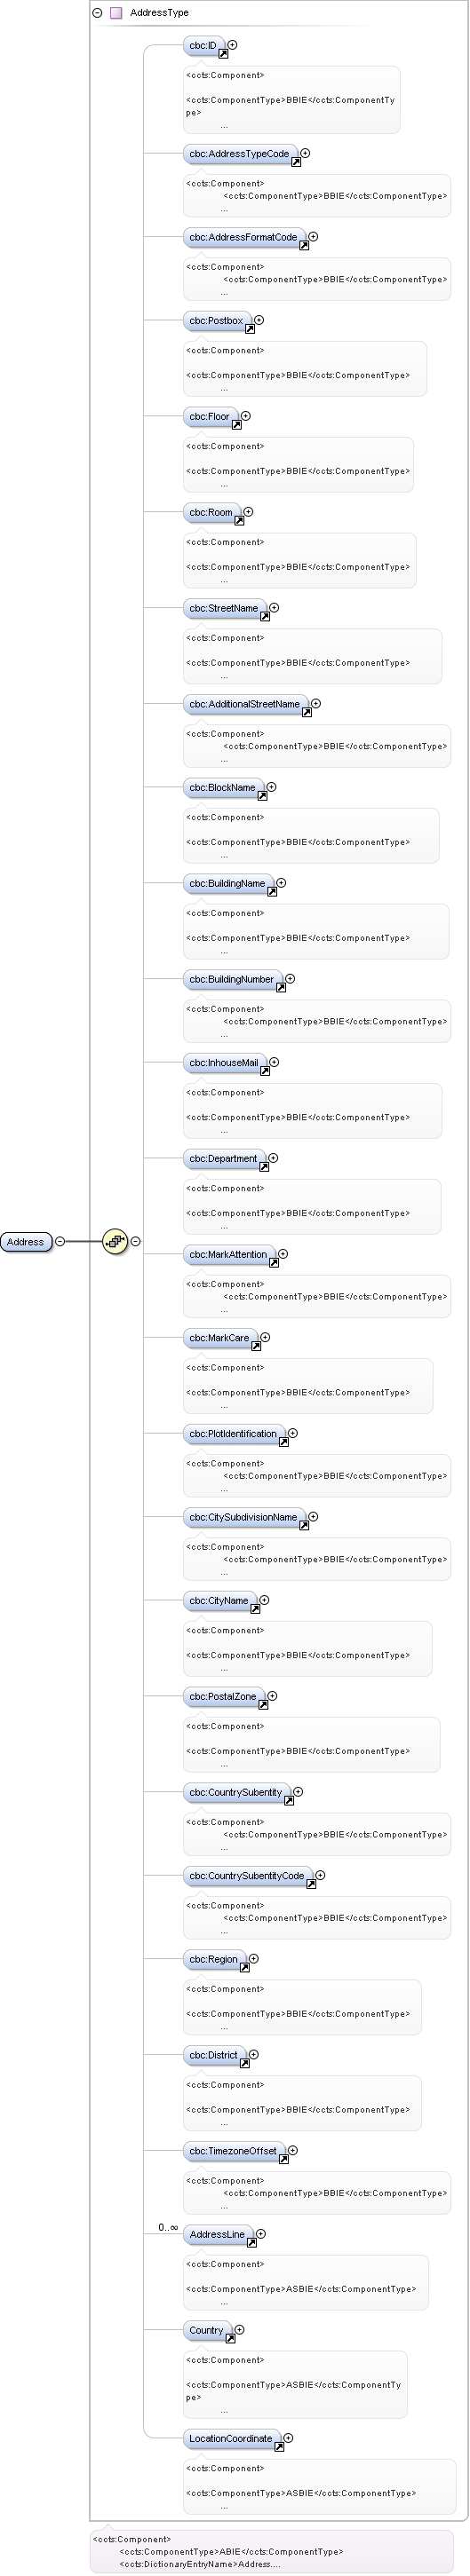 AddressType
cbc:ID
<ccts:Component>
<ccts:ComponentType>BBIE</ccts:ComponentTy
pe>
...
cbc:AddressTypeCode
<ccts:Component>
<ccts:ComponentType>BBIE</ccts:ComponentType>
...
cbc:AddressFormatCode
<ccts:Component>
<ccts:ComponentType>BBIE</ccts:ComponentType>
...
cbc:Postbox
<ccts:Component>
<ccts:ComponentType>BBIE</ccts:ComponentType>
...
cbc:Floor
<ccts:Component>
<ccts:ComponentType>BBIE</ccts:ComponentType>
...
cbc:Room
<ccts:Component>
<ccts:ComponentType>BBIE</ccts:ComponentType>
...
cbc:StreetName
<ccts:Component>
<ccts:ComponentType>BBIE</ccts:ComponentType>
...
cbc:AdditionalStreetName
<ccts:Component>
<ccts:ComponentType>BBIE</ccts:ComponentType>
...
cbc:BlockName
<ccts:Component>
<ccts:ComponentType>BBIE</ccts:ComponentType>
...
cbc:BuildingName
<ccts:Component>
<ccts:ComponentType>BBIE</ccts:ComponentType>
...
cbc:BuildingNumber
<ccts:Component>
<ccts:ComponentType>BBIE</ccts:ComponentType>
...
cbc:InhouseMail
<ccts:Component>
<ccts:ComponentType>BBIE</ccts:ComponentType>
...
cbc:Department
<ccts:Component>
<ccts:ComponentType>BBIE</ccts:ComponentType>
...
Address
cbc:MarkAttention
<ccts:Component>
<ccts:ComponentType>BBIE</ccts:ComponentType>
...
cbc:MarkCare
<ccts:Component>
<ccts:ComponentType>BBIE</ccts:ComponentType>
...
cbc:PlotIdentification
<ccts:Component>
<ccts:ComponentType>BBIE</ccts:ComponentType>
...
cbc:CitySubdivisionName
<ccts:Component>
<ccts:ComponentType>BBIE</ccts:ComponentType>
...
cbc:CityName
<ccts:Component>
<ccts:ComponentType>BBIE</ccts:ComponentType>
...
cbc:PostalZone
<ccts:Component>
<ccts:ComponentType>BBIE</ccts:ComponentType>
...
cbc:CountrySubentity
<ccts:Component>
<ccts:ComponentType>BBIE</ccts:ComponentType>
...
cbc:CountrySubentityCode
<ccts:Component>
<ccts:ComponentType>BBIE</ccts:ComponentType>
...
cbc:Region
<ccts:Component>
<ccts:ComponentType>BBIE</ccts:ComponentType>
...
cbc:District
<ccts:Component>
<ccts:ComponentType>BBIE</ccts:ComponentType>
...
cbc:TimezoneOffset
<ccts:Component>
<ccts:ComponentType>BBIE</ccts:ComponentType>
...
0..∞ AddressLine
<ccts:Component>
<ccts:ComponentType>ASBIE</ccts:ComponentType>
...
Country
<ccts:Component>
<ccts:ComponentType>ASBIE</ccts:ComponentTy
pe>
...
LocationCoordinate
<ccts:Component>
<ccts:ComponentType>ASBIE</ccts:ComponentType>
...
<ccts:Component>
<ccts:ComponentType>ABIE</ccts:ComponentType>
<ccts:DictionaryEntryName>Address....